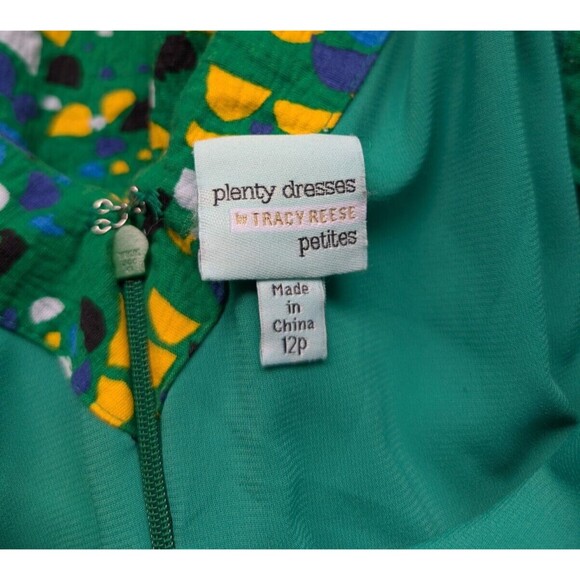 plenty dresses
by TRACY REESE
petites
Made
in
China
12p